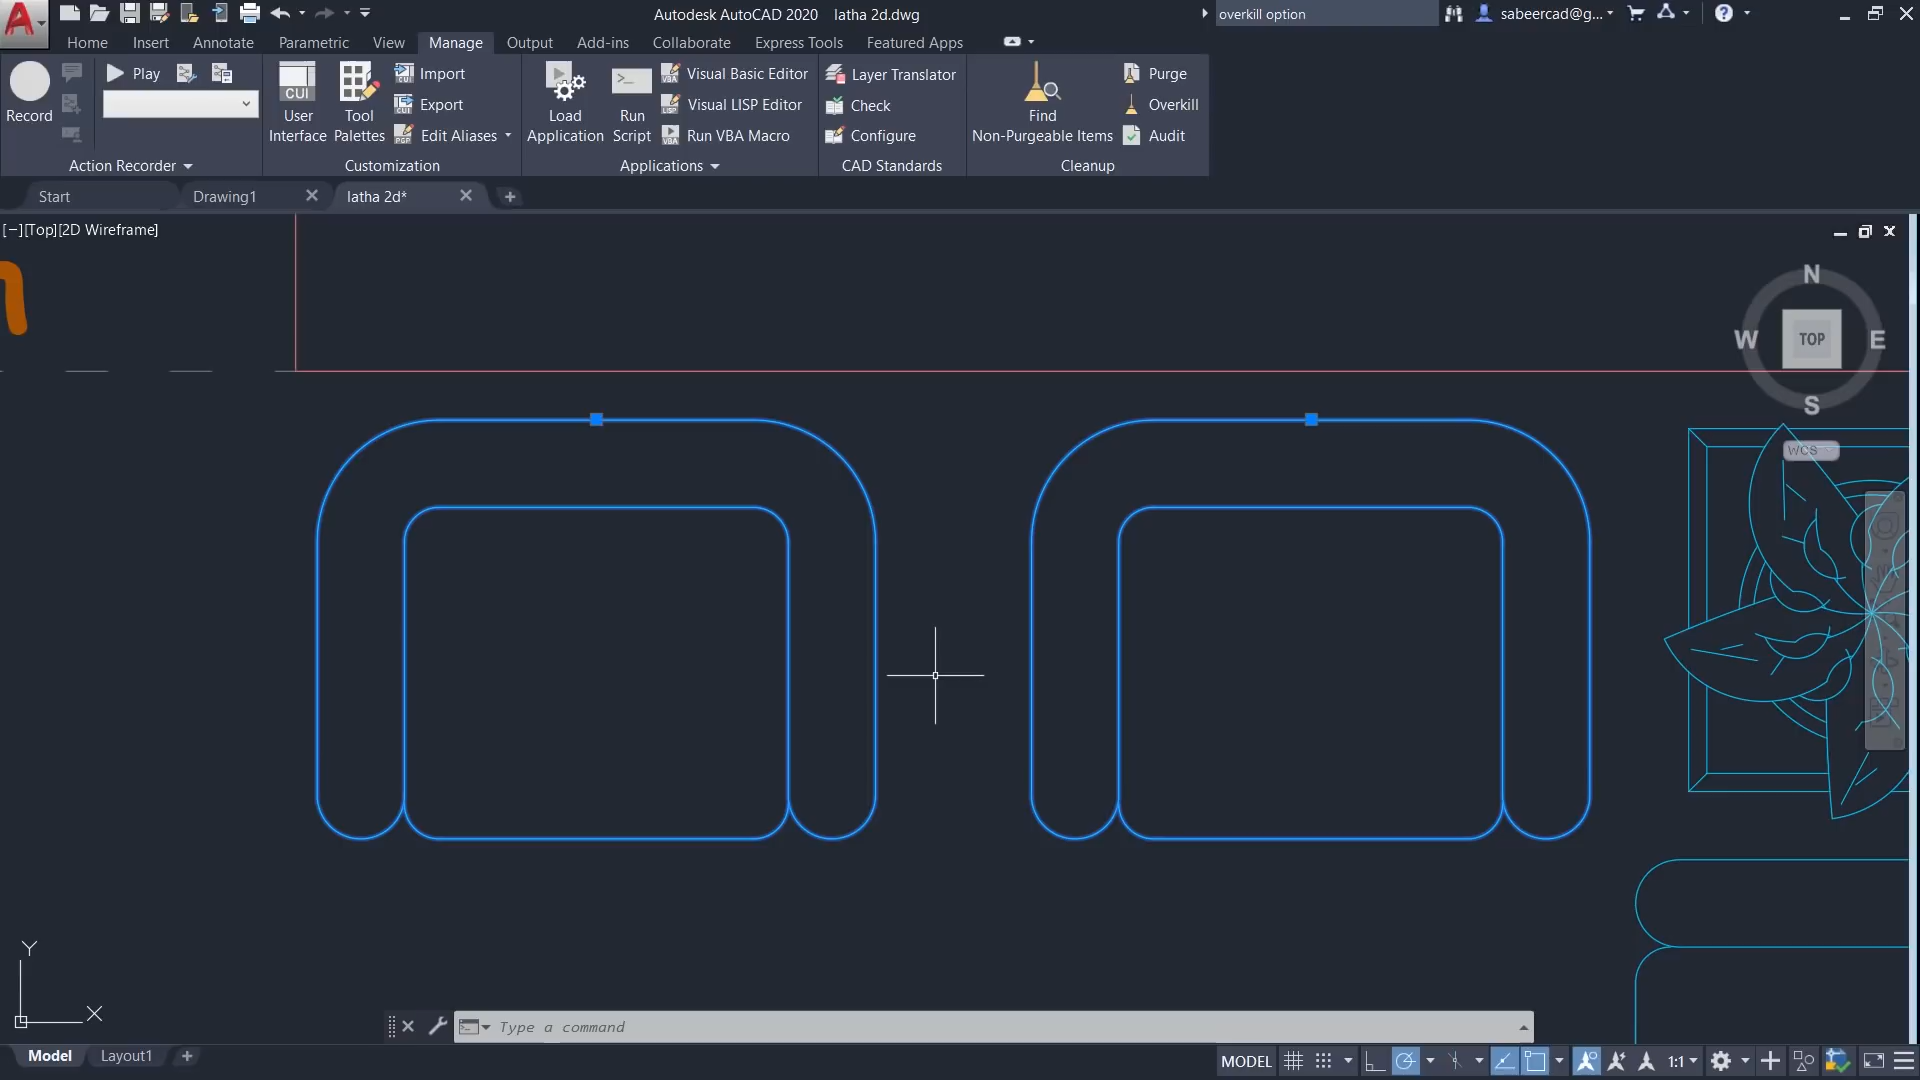 Autodesk AutoCAD 2020 latha 2d.dwg
overkill option
sabeercad@g...
Home Insert Annotate Parametric View Manage Output Add-ins Collaborate Express Tools Featured Apps
Record
Play
CUI
User
Interface
Tool
Palettes
Import
Export
Edit Aliases
Load
Application
Run
Script
Visual Basic Editor
Visual LISP Editor
Run VBA Macro
Layer Translator
Check
Configure
Find
Non-Purgeable Items
Purge
Overkill
Audit
Action Recorder Customization Applications CAD Standards Cleanup
Start Drawing1 latha 2d*
[−][Top][2D Wireframe]
N
W TOP E
S
WCS
Y
X
Type a command
Model Layout1
MODEL 1:1